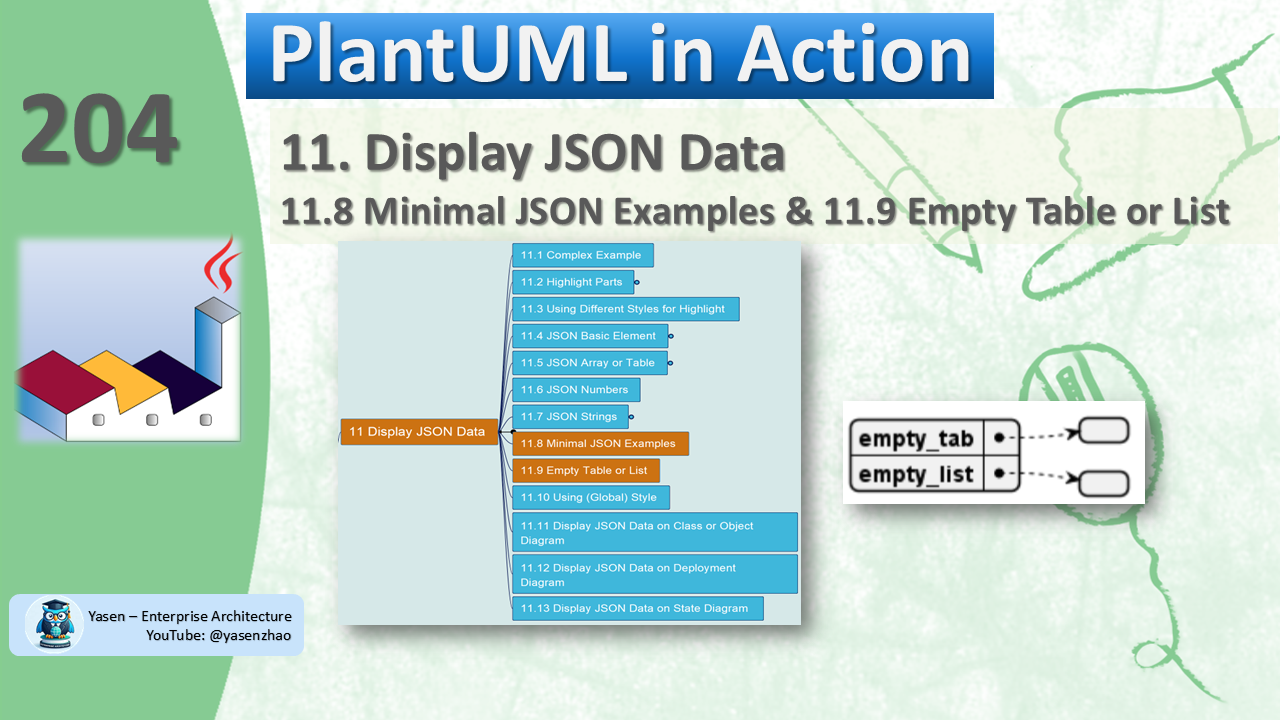 PlantUML in Action
204
11. Display JSON Data
11.8 Minimal JSON Examples & 11.9 Empty Table or List
11 Display JSON Data
11.1 Complex Example
11.2 Highlight Parts
11.3 Using Different Styles for Highlight
11.4 JSON Basic Element
11.5 JSON Array or Table
11.6 JSON Numbers
11.7 JSON Strings
11.8 Minimal JSON Examples
11.9 Empty Table or List
11.10 Using (Global) Style
11.11 Display JSON Data on Class or Object
Diagram
11.12 Display JSON Data on Deployment
Diagram
11.13 Display JSON Data on State Diagram
empty_tab
empty_list
Yasen – Enterprise Architecture
YouTube: @yasenzhao